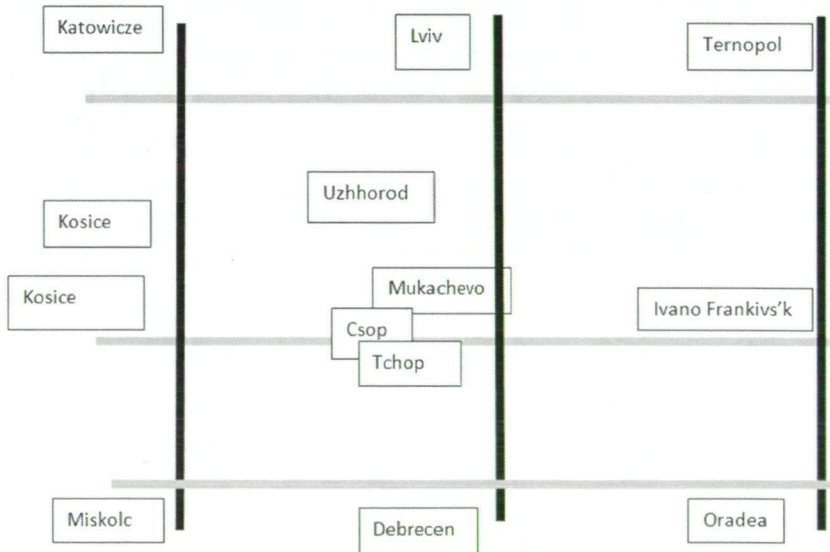 Katowicze
Lviv
Ternopol
Uzhhorod
Kosice
Kosice
Mukachevo
Ivano Frankivs'k
Csop
Tchop
Miskolc
Debrecen
Oradea